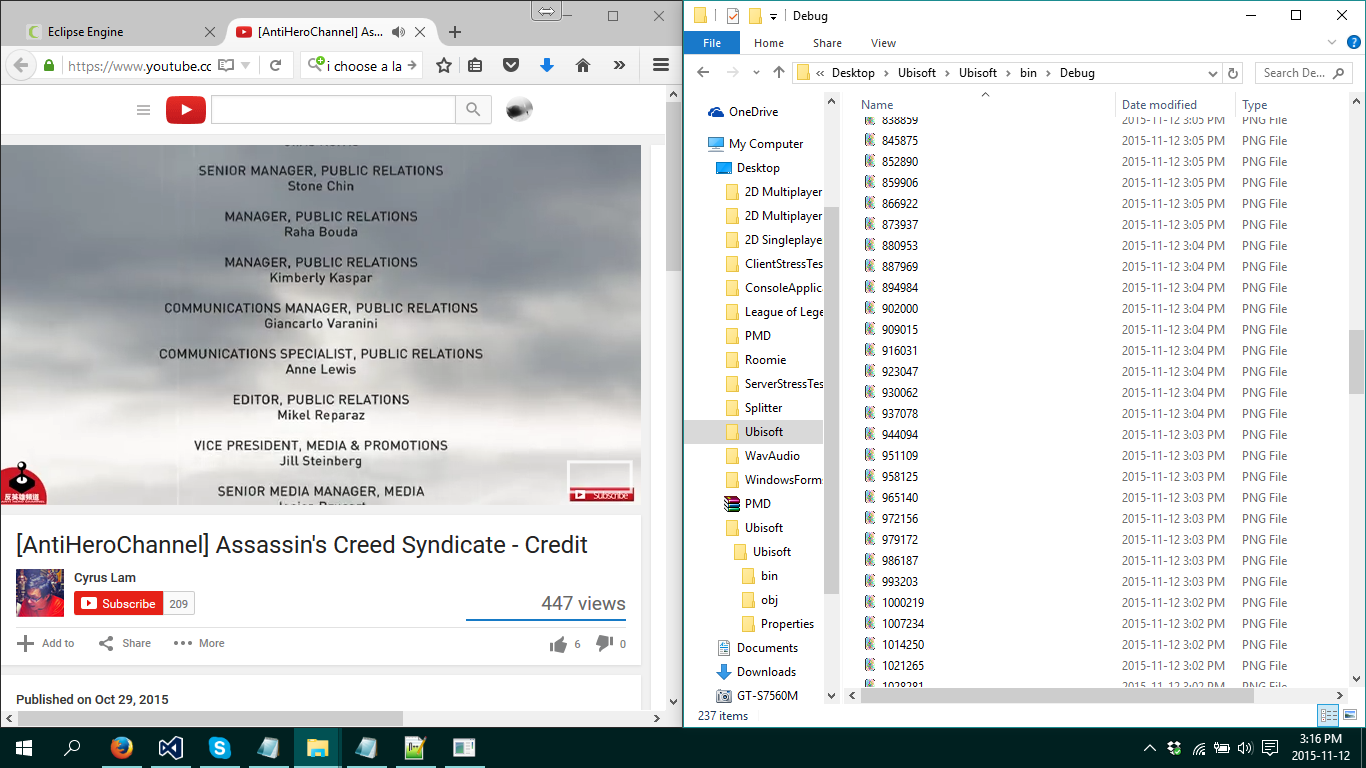 Eclipse Engine
[AntiHeroChannel] As...
https://www.youtube.co
i choose a la
SENIOR MANAGER, PUBLIC RELATIONS
Stone Chin
MANAGER, PUBLIC RELATIONS
Raha Bouda
MANAGER, PUBLIC RELATIONS
Kimberly Kaspar
COMMUNICATIONS MANAGER, PUBLIC RELATIONS
Giancarlo Varanini
COMMUNICATIONS SPECIALIST, PUBLIC RELATIONS
Anne Lewis
EDITOR, PUBLIC RELATIONS
Mikel Reparaz
VICE PRESIDENT, MEDIA & PROMOTIONS
Jill Steinberg
SENIOR MEDIA MANAGER, MEDIA
反英雄頻道
Subscribe
[AntiHeroChannel] Assassin's Creed Syndicate - Credit
Cyrus Lam
Subscribe 209
447 views
Add to Share More 6 0
Published on Oct 29, 2015
Debug
File Home Share View
« Desktop Ubisoft Ubisoft bin Debug
Search De...
OneDrive
My Computer
Desktop
2D Multiplayer
2D Multiplayer
2D Singleplaye
ClientStressTes
ConsoleApplic
League of Lege
PMD
Roomie
ServerStressTes
Splitter
Ubisoft
WavAudio
WindowsForm
PMD
Ubisoft
Ubisoft
bin
obj
Properties
Documents
Downloads
GT-S7560M
Name Date modified Type
838859 2015-11-12 3:05 PM PNG File
845875 2015-11-12 3:05 PM PNG File
852890 2015-11-12 3:05 PM PNG File
859906 2015-11-12 3:05 PM PNG File
866922 2015-11-12 3:05 PM PNG File
873937 2015-11-12 3:05 PM PNG File
880953 2015-11-12 3:04 PM PNG File
887969 2015-11-12 3:04 PM PNG File
894984 2015-11-12 3:04 PM PNG File
902000 2015-11-12 3:04 PM PNG File
909015 2015-11-12 3:04 PM PNG File
916031 2015-11-12 3:04 PM PNG File
923047 2015-11-12 3:04 PM PNG File
930062 2015-11-12 3:04 PM PNG File
937078 2015-11-12 3:04 PM PNG File
944094 2015-11-12 3:03 PM PNG File
951109 2015-11-12 3:03 PM PNG File
958125 2015-11-12 3:03 PM PNG File
965140 2015-11-12 3:03 PM PNG File
972156 2015-11-12 3:03 PM PNG File
979172 2015-11-12 3:03 PM PNG File
986187 2015-11-12 3:03 PM PNG File
993203 2015-11-12 3:03 PM PNG File
1000219 2015-11-12 3:02 PM PNG File
1007234 2015-11-12 3:02 PM PNG File
1014250 2015-11-12 3:02 PM PNG File
1021265 2015-11-12 3:02 PM PNG File
1028281 2015-11-12 3:02 PM PNG File
237 items
3:16 PM
2015-11-12